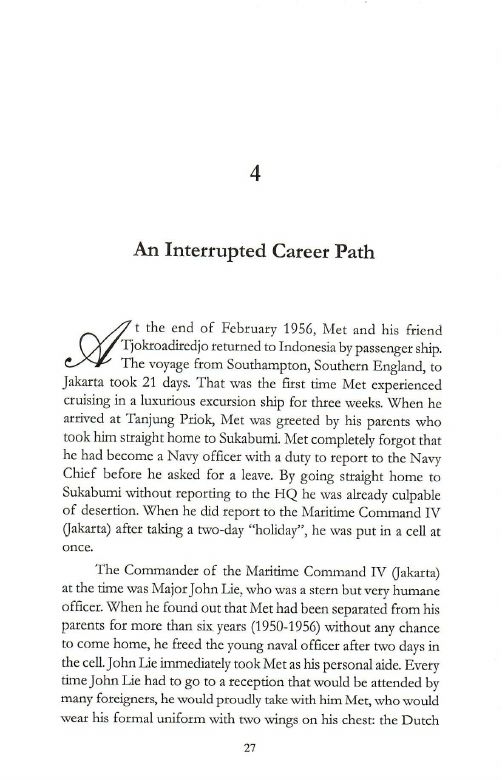 4
An Interrupted Career Path
At the end of February 1956, Met and his friend
Tjokroadiredjo returned to Indonesia by passenger ship.
The voyage from Southampton, Southern England, to
Jakarta took 21 days. That was the first time Met experienced
cruising in a luxurious excursion ship for three weeks. When he
arrived at Tanjung Priok, Met was greeted by his parents who
took him straight home to Sukabumi. Met completely forgot that
he had become a Navy officer with a duty to report to the Navy
Chief before he asked for a leave. By going straight home to
Sukabumi without reporting to the HQ he was already culpable
of desertion. When he did report to the Maritime Command IV
(Jakarta) after taking a two-day “holiday”, he was put in a cell at
once.
The Commander of the Maritime Command IV (Jakarta)
at the time was Major John Lie, who was a stern but very humane
officer. When he found out that Met had been separated from his
parents for more than six years (1950-1956) without any chance
to come home, he freed the young naval officer after two days in
the cell. John Lie immediately took Met as his personal aide. Every
time John Lie had to go to a reception that would be attended by
many foreigners, he would proudly take with him Met, who would
wear his formal uniform with two wings on his chest: the Dutch
27